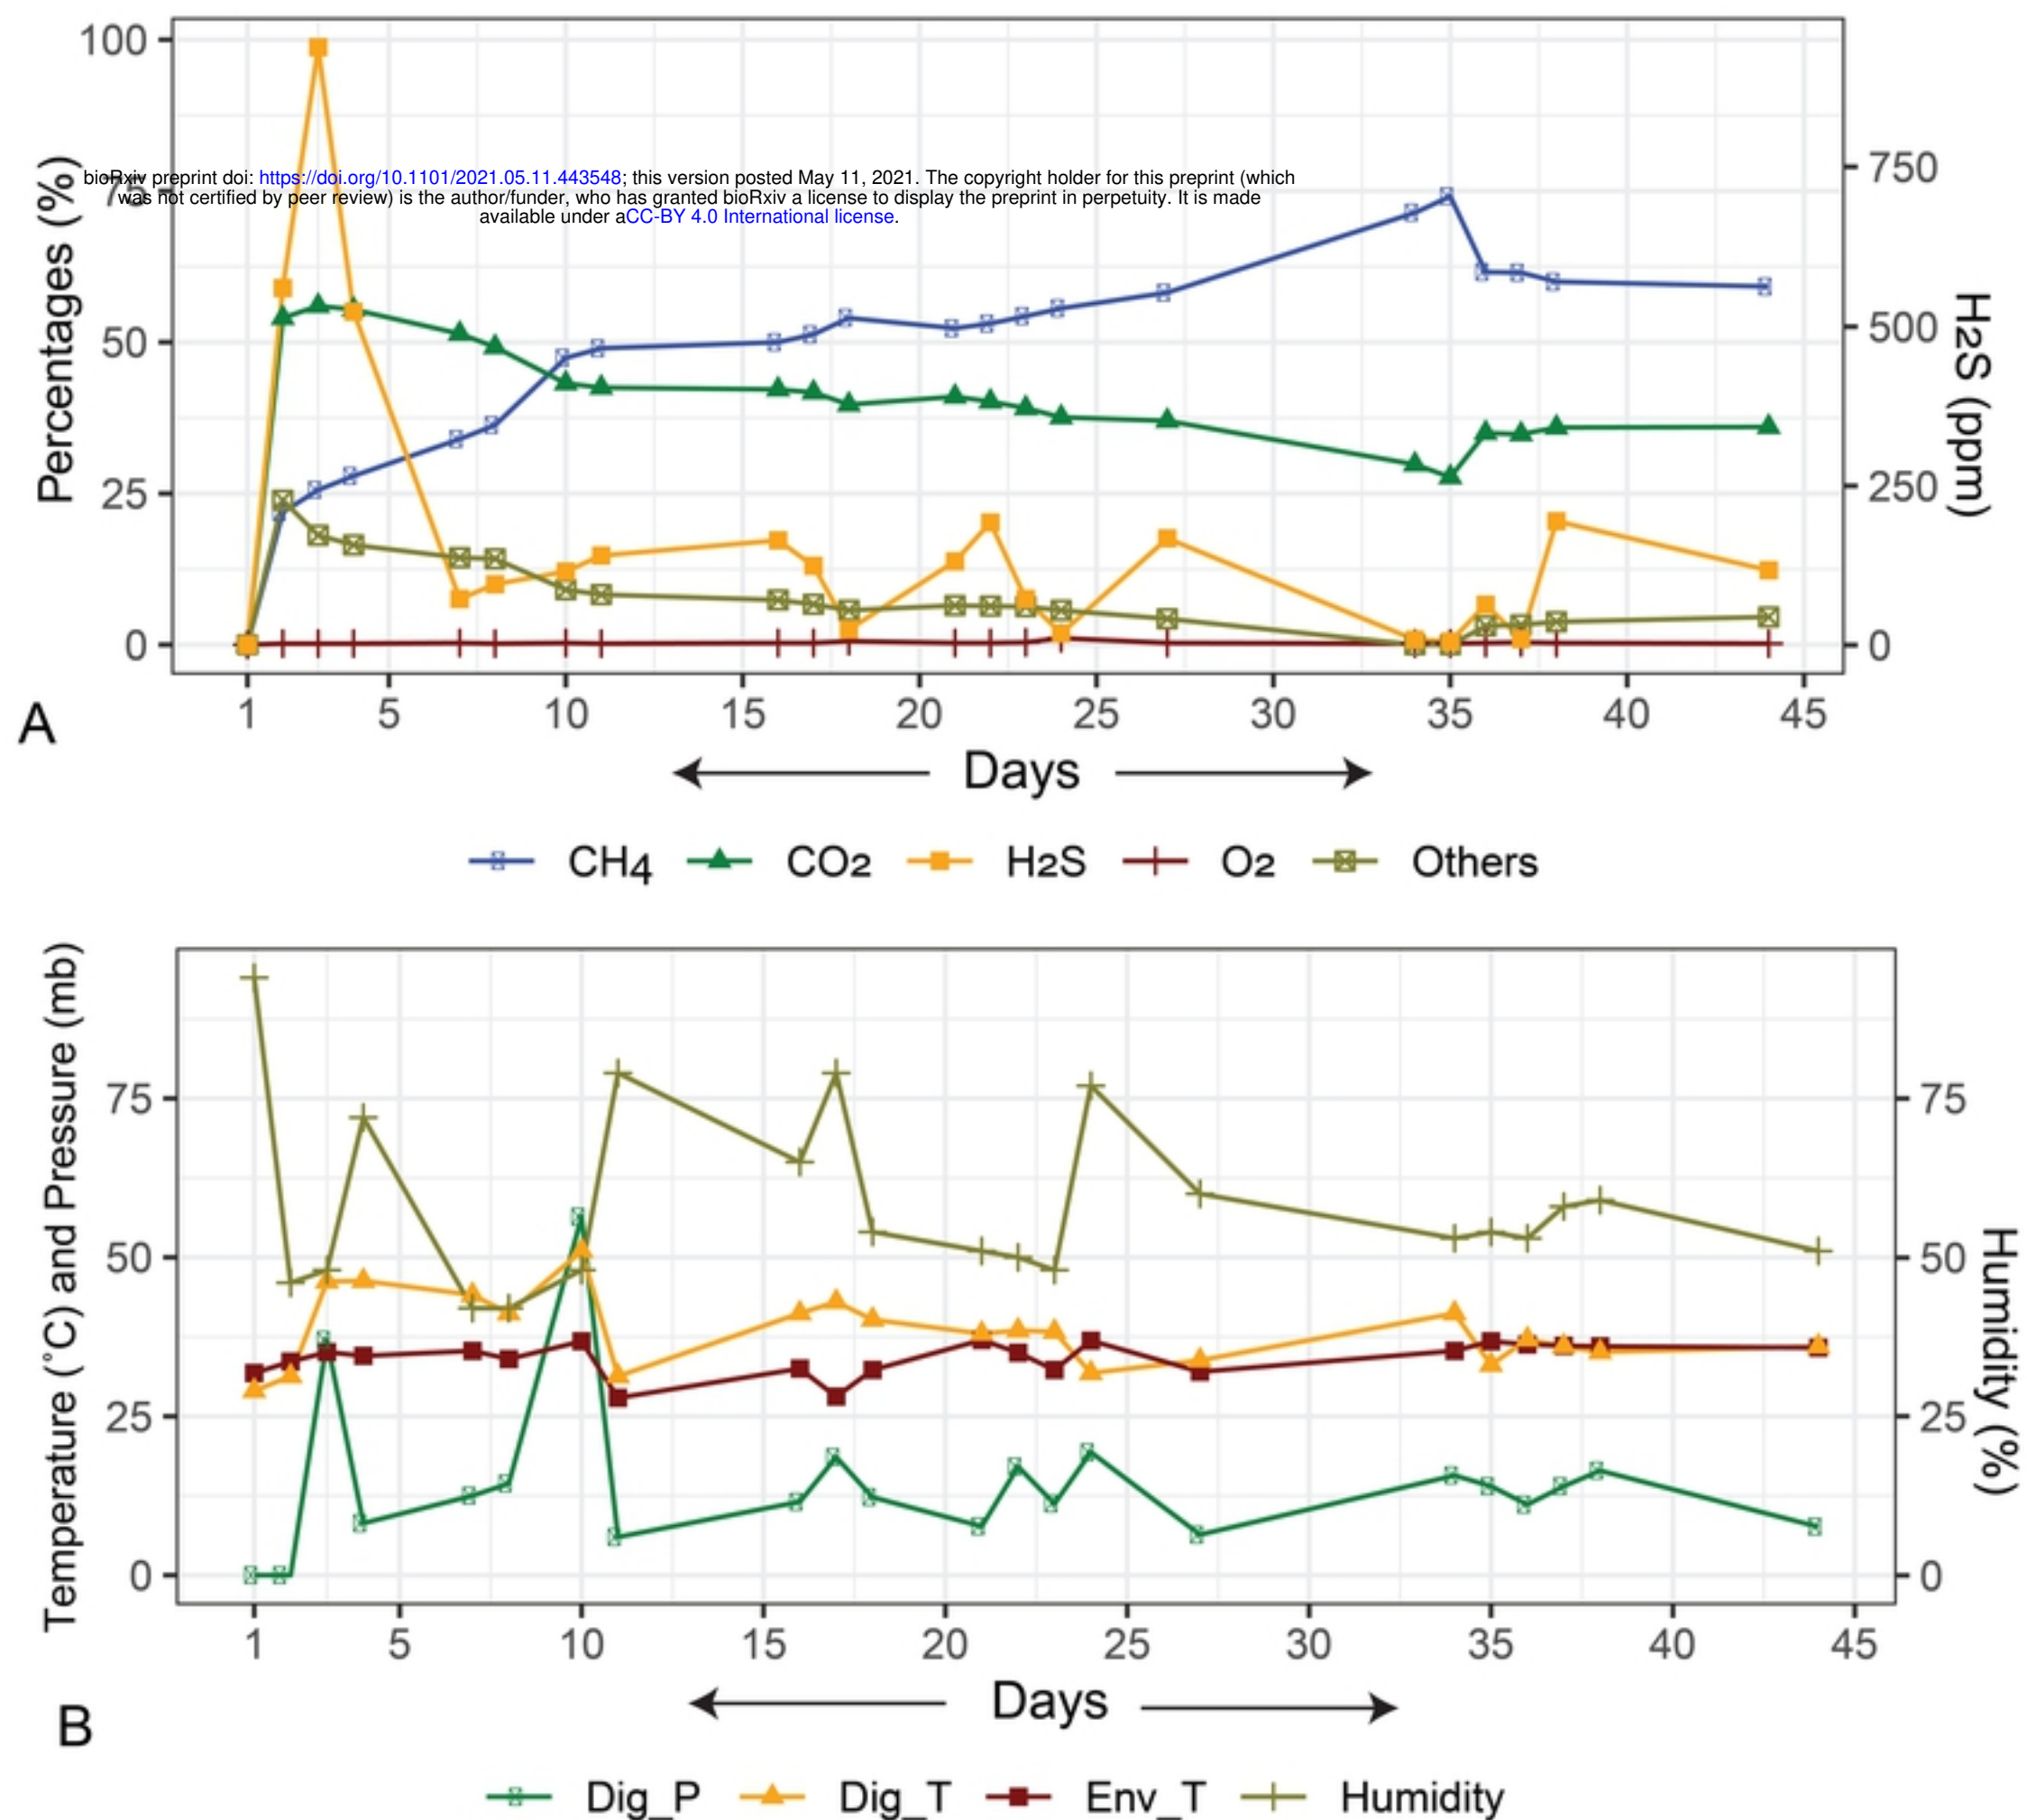 100
75
50
25
0
Percentages (%)
750
500
250
0
H2S (ppm)
bioRxiv preprint doi: https://doi.org/10.1101/2021.05.11.443548; this version posted May 11, 2021. The copyright holder for this preprint (which
was not certified by peer review) is the author/funder, who has granted bioRxiv a license to display the preprint in perpetuity. It is made
available under aCC-BY 4.0 International license.
1 5 10 15 20 25 30 35 40 45
A
Days
CH4 CO2 H2S O2 Others
Temperature (°C) and Pressure (mb)
75
50
25
0
75
50
25
0
Humidity (%)
1 5 10 15 20 25 30 35 40 45
Days
B
Dig_P Dig_T Env_T Humidity